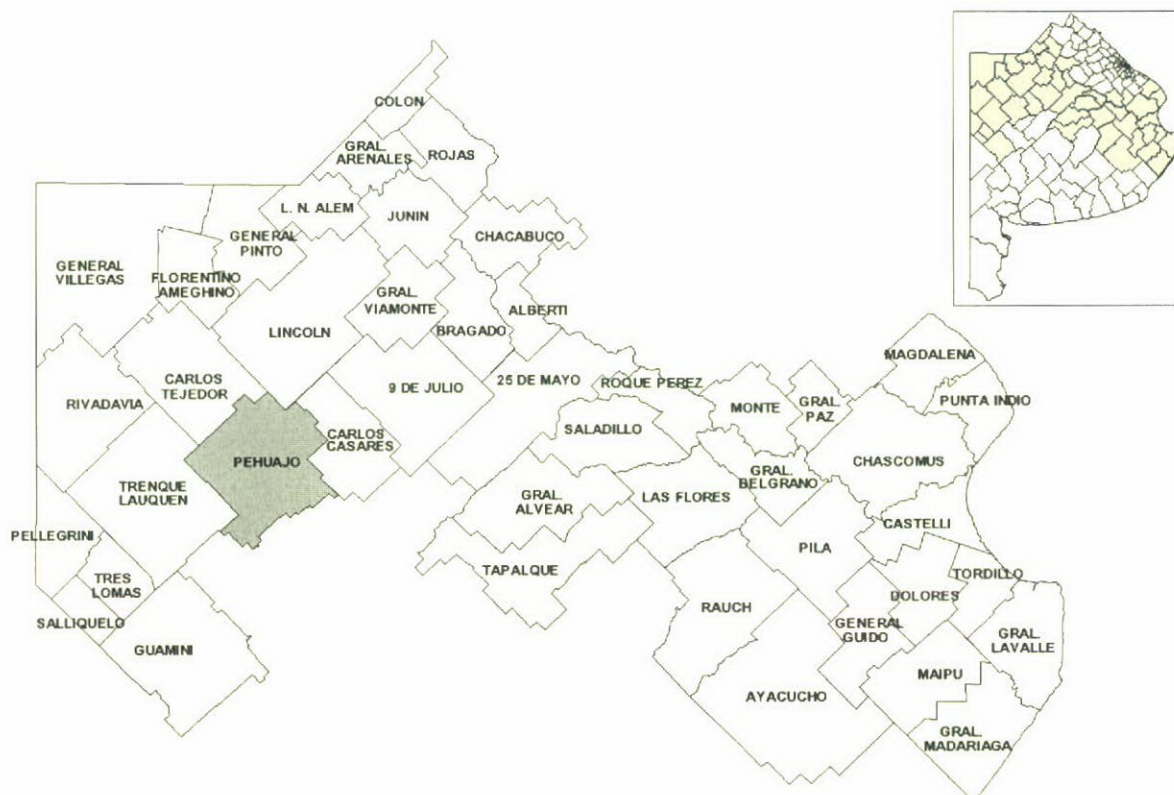 COLON
GRAL.
ARENALES
ROJAS
L. N. ALEM
JUNIN
CHACABUCO
GENERAL
PINTO
GENERAL
VILLEGAS
FLORENTINO
AMEGHINO
GRAL.
VIAMONTE
ALBERTI
LINCOLN
BRAGADO
MAGDALENA
CARLOS
TEJEDOR
9 DE JULIO
25 DE MAYO
ROQUE PEREZ
PUNTA INDIO
RIVADAVIA
MONTE
GRAL.
PAZ
SALADILLO
CARLOS
CASARES
PEHUAJO
CHASCOMUS
TRENQUE
LAUQUEN
GRAL.
ALVEAR
LAS FLORES
GRAL.
BELGRANO
CASTELLI
PELLEGRINI
PILA
TAPALQUE
TORDILLO
TRES
LOMAS
DOLORES
RAUCH
SALLIQUELO
GENERAL
GUIDO
GRAL.
LAVALLE
GUAMINI
MAIPU
AYACUCHO
GRAL.
MADARIAGA